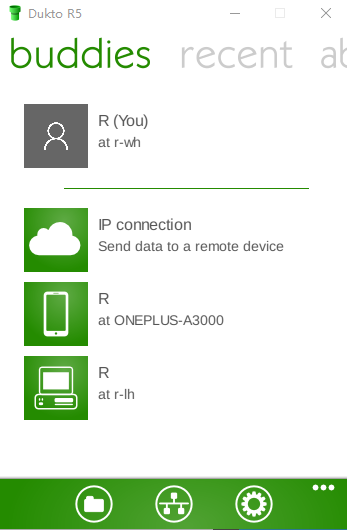 Dukto R5
buddies recent ab
R (You)
at r-wh
IP connection
Send data to a remote device
R
at ONEPLUS-A3000
R
at r-lh